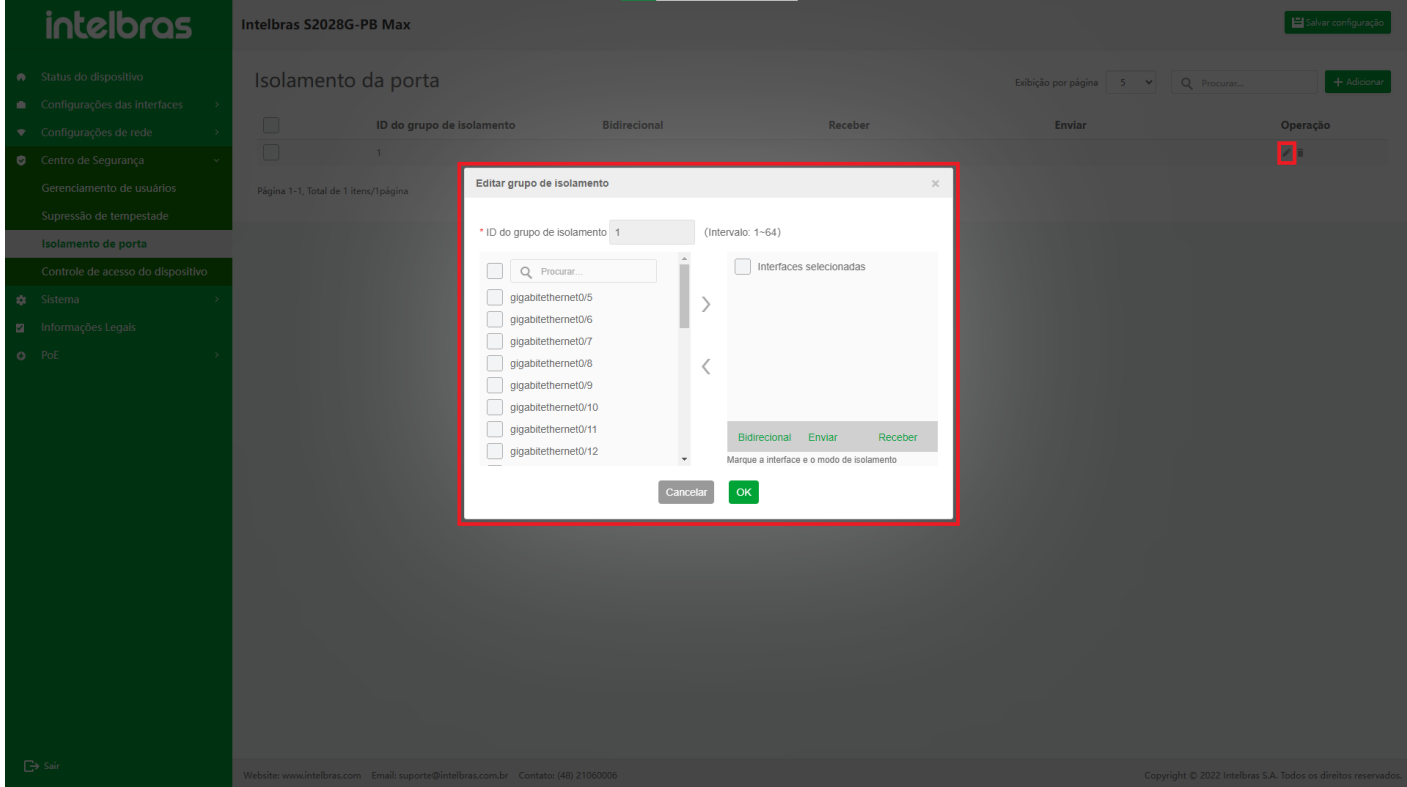 intelbras
Intelbras S2028G-PB Max
Salvar configuração
Status do dispositivo
Configurações das interfaces
Configurações de rede
Centro de Segurança
Gerenciamento de usuários
Supressão de tempestade
Isolamento de porta
Controle de acesso do dispositivo
Sistema
Informações Legais
PoE
Sair
Isolamento da porta
Exibição por página 5 Procurar... + Adicionar
ID do grupo de isolamento Bidirecional Receber Enviar Operação
1
Página 1-1, Total de 1 itens/1página
Editar grupo de isolamento ×
* ID do grupo de isolamento 1 (Intervalo: 1~64)
Procurar...
gigabitethernet0/5
gigabitethernet0/6
gigabitethernet0/7
gigabitethernet0/8
gigabitethernet0/9
gigabitethernet0/10
gigabitethernet0/11
gigabitethernet0/12
Interfaces selecionadas
Bidirecional Enviar Receber
Marque a interface e o modo de isolamento
Cancelar OK
Website: www.intelbras.com Email: suporte@intelbras.com.br Contato: (48) 21060006
Copyright © 2022 Intelbras S.A. Todos os direitos reservados.